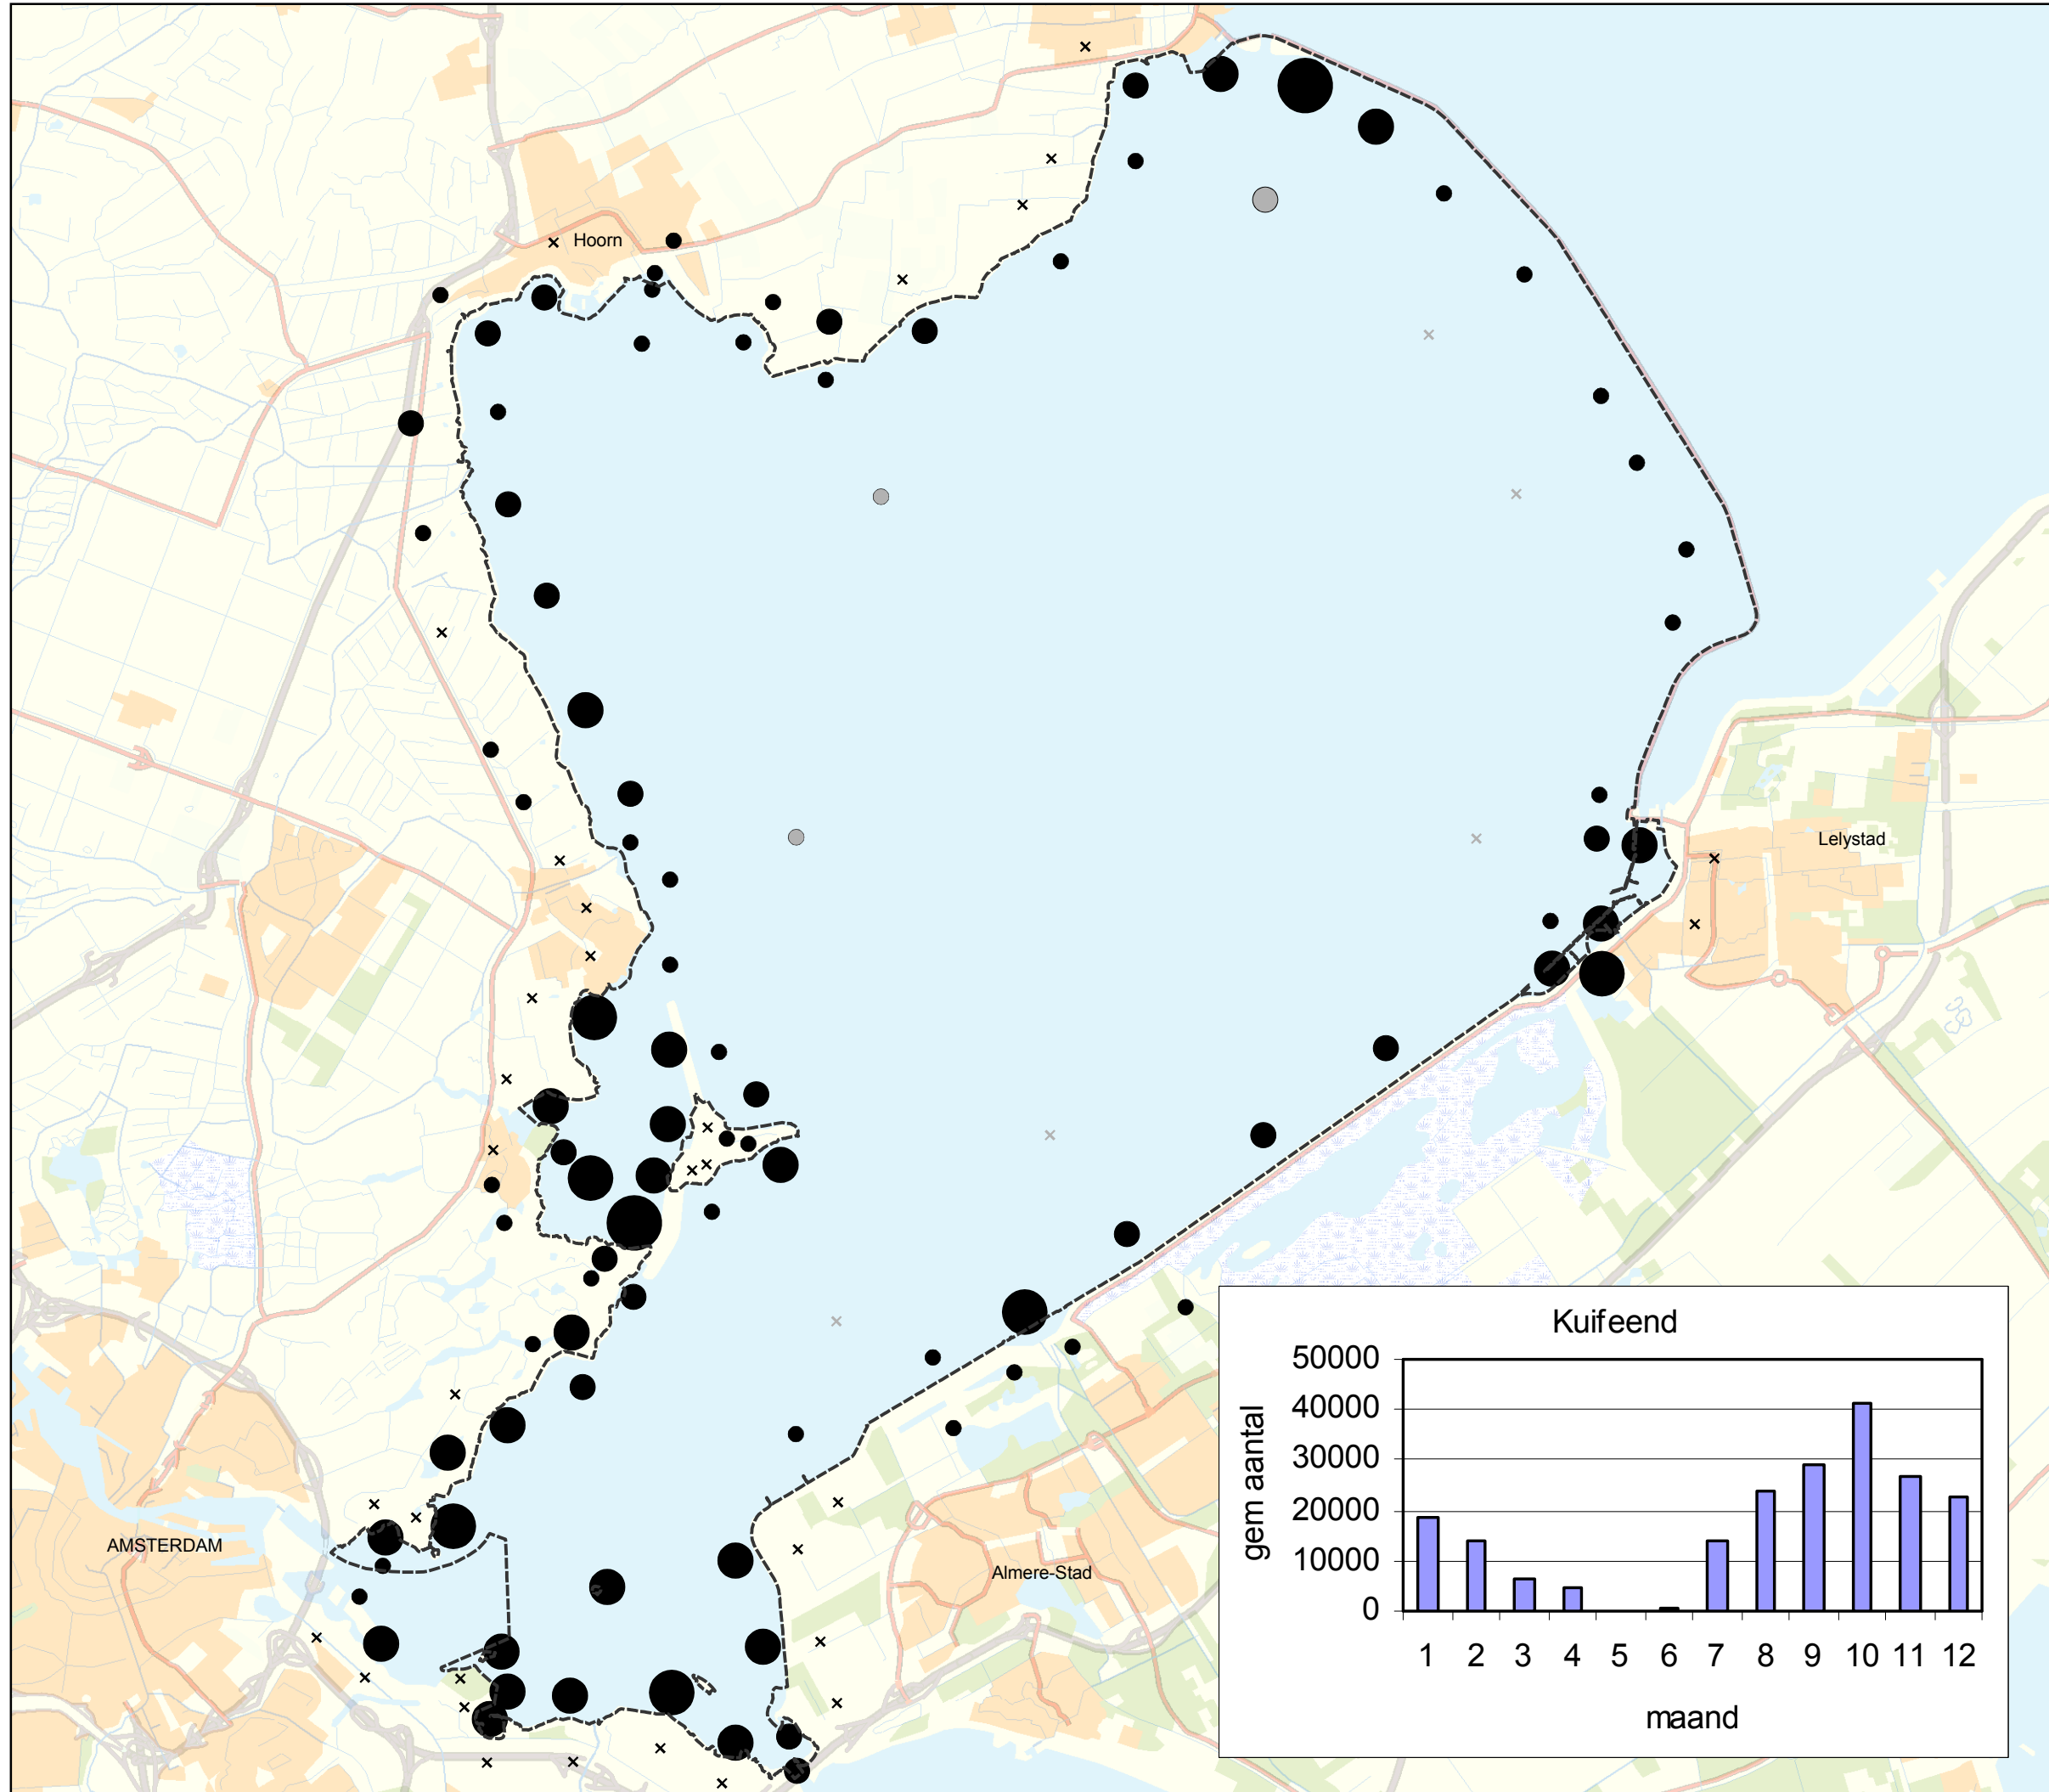 Hoorn
Lelystad
AMSTERDAM
Almere-Stad
Kuifeend
gem aantal
50000
40000
30000
20000
10000
0
1 2 3 4 5 6 7 8 9 10 11 12
maand